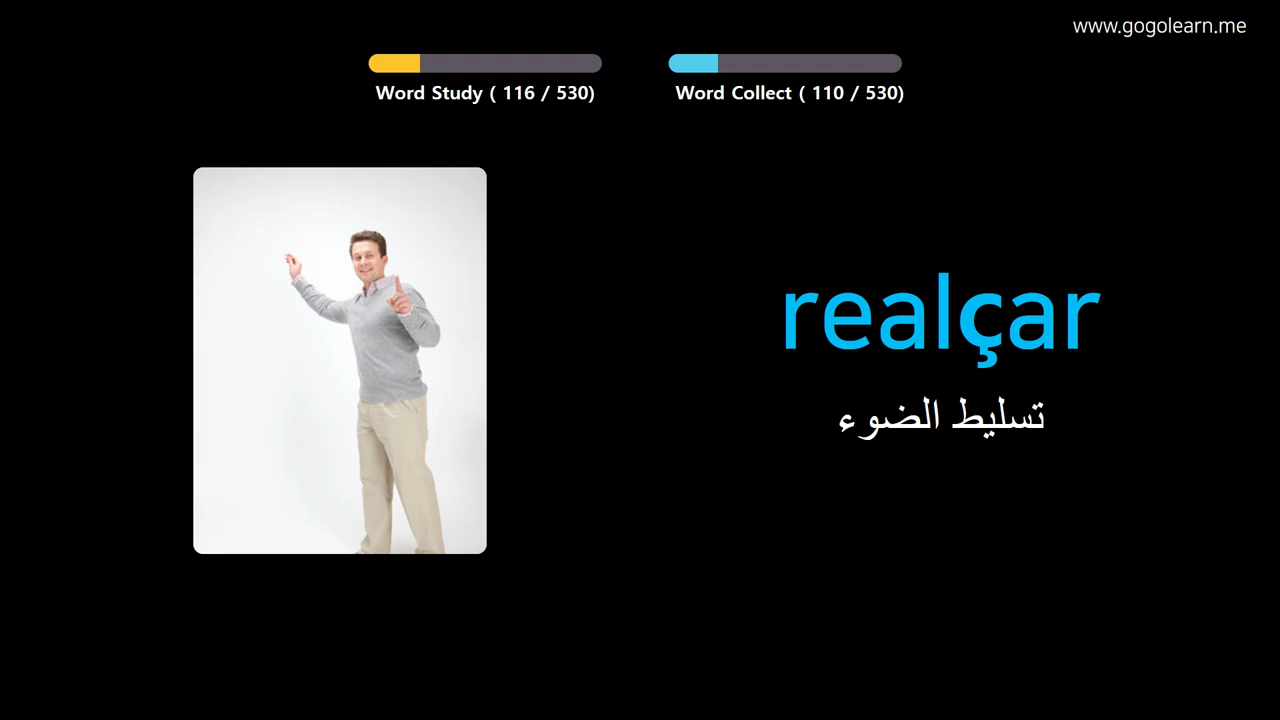 www.gogolearn.me
Word Study ( 116 / 530)
Word Collect ( 110 / 530)
realçar
تسليط الضوء